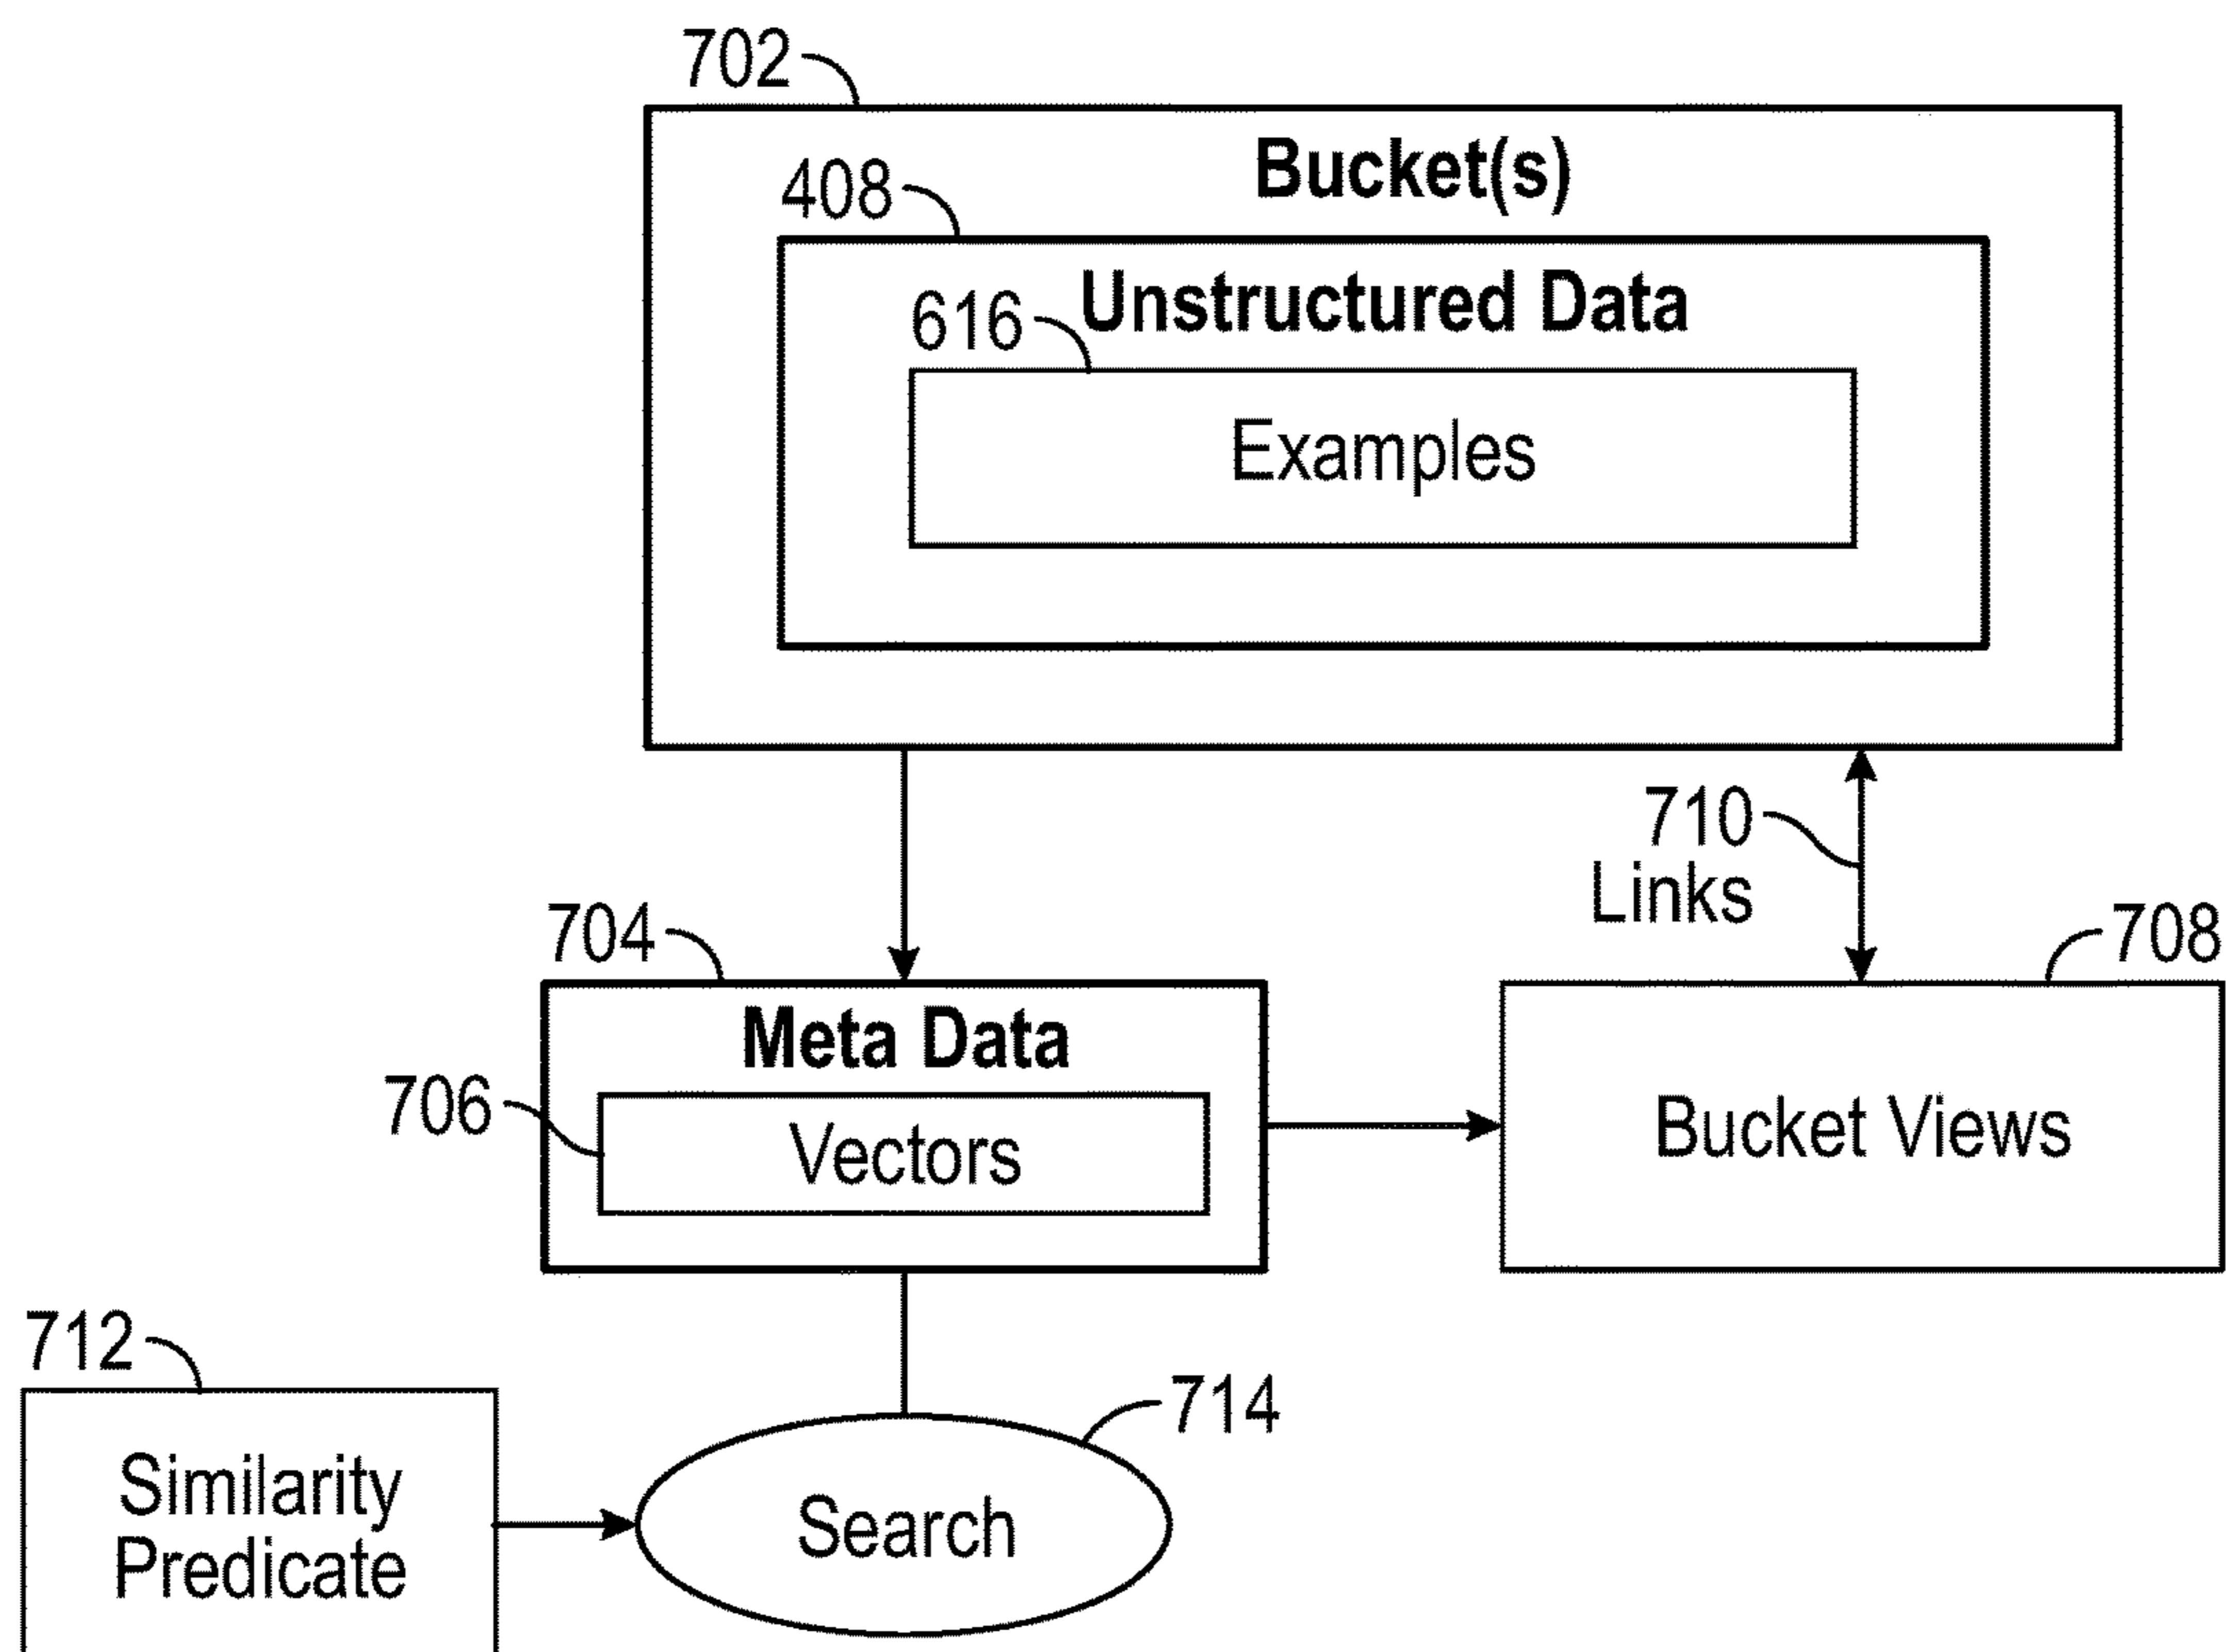 702
Bucket(s)
408
Unstructured Data
616
Examples
710
Links
704
708
Meta Data
706
Vectors
Bucket Views
712
714
Similarity
Predicate
Search